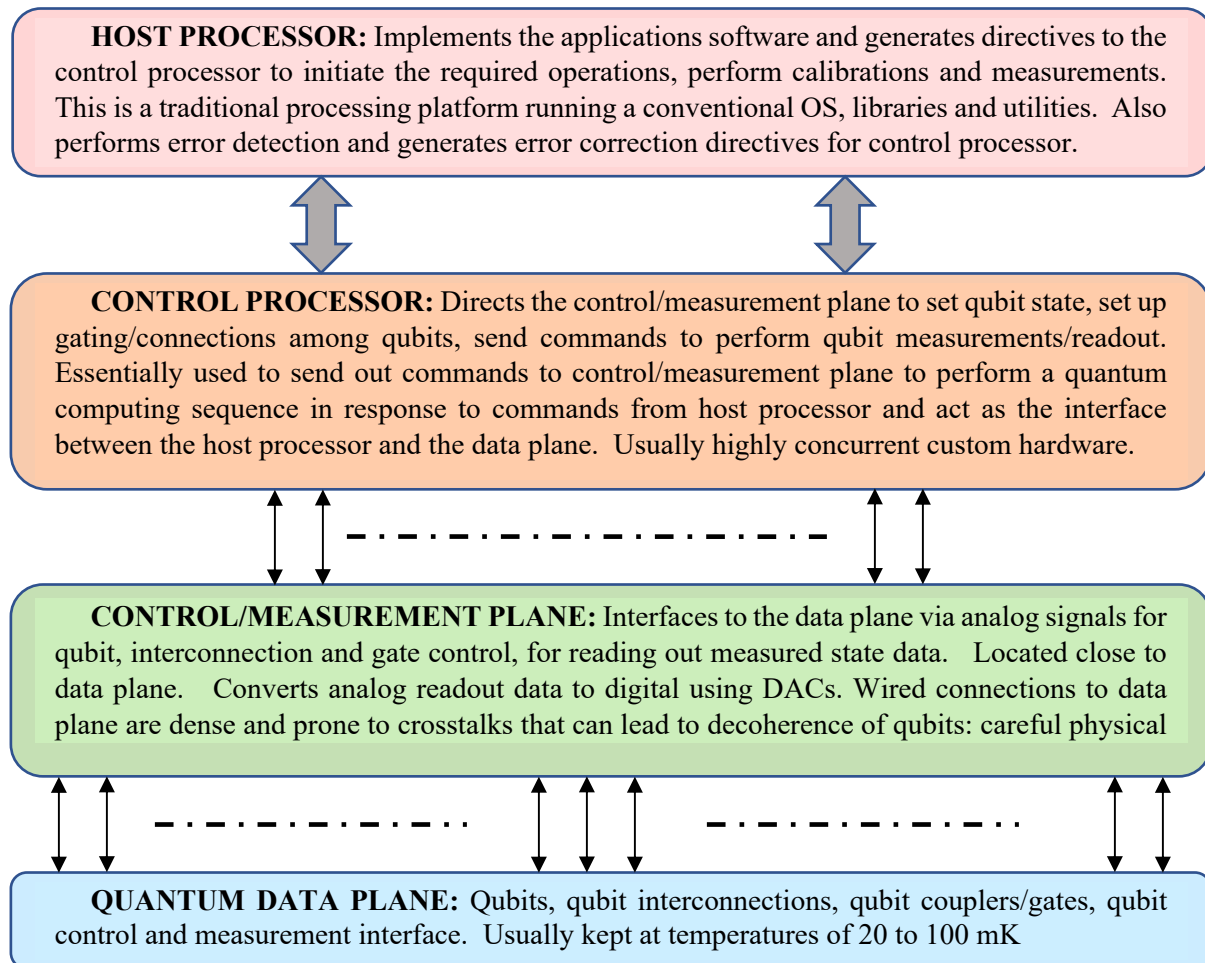 HOST PROCESSOR: Implements the applications software and generates directives to the
control processor to initiate the required operations, perform calibrations and measurements.
This is a traditional processing platform running a conventional OS, libraries and utilities. Also
performs error detection and generates error correction directives for control processor.
CONTROL PROCESSOR: Directs the control/measurement plane to set qubit state, set up
gating/connections among qubits, send commands to perform qubit measurements/readout.
Essentially used to send out commands to control/measurement plane to perform a quantum
computing sequence in response to commands from host processor and act as the interface
between the host processor and the data plane. Usually highly concurrent custom hardware.
CONTROL/MEASUREMENT PLANE: Interfaces to the data plane via analog signals for
qubit, interconnection and gate control, for reading out measured state data. Located close to
data plane. Converts analog readout data to digital using DACs. Wired connections to data
plane are dense and prone to crosstalks that can lead to decoherence of qubits: careful physical
QUANTUM DATA PLANE: Qubits, qubit interconnections, qubit couplers/gates, qubit
control and measurement interface. Usually kept at temperatures of 20 to 100 mK